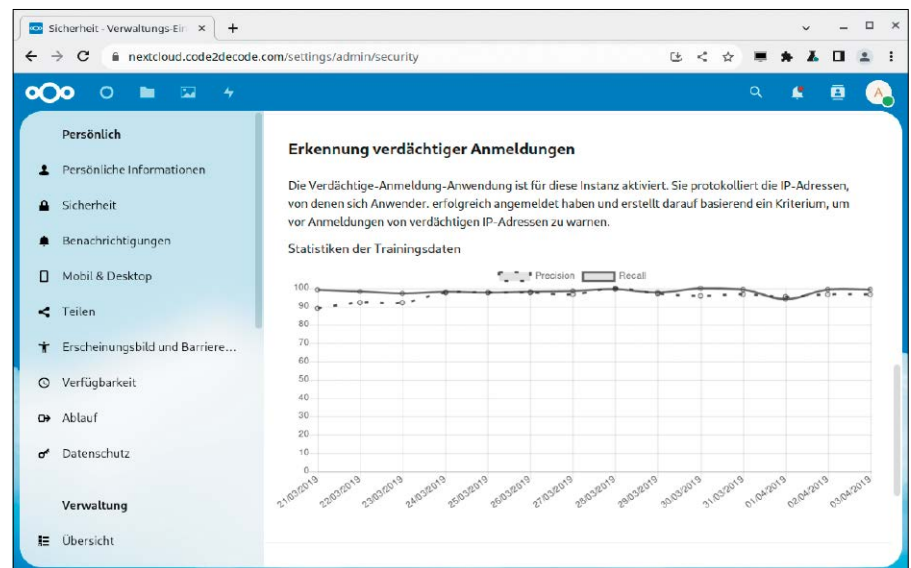 Sicherheit - Verwaltungs-Ein
nextcloud.code2decode.com/settings/admin/security
A
Persönlich
Persönliche Informationen
Sicherheit
Benachrichtigungen
Mobil & Desktop
Teilen
Erscheinungsbild und Barriere...
Verfügbarkeit
Ablauf
Datenschutz
Verwaltung
Übersicht
Erkennung verdächtiger Anmeldungen
Die Verdächtige-Anmeldung-Anwendung ist für diese Instanz aktiviert. Sie protokolliert die IP-Adressen,
von denen sich Anwender. erfolgreich angemeldet haben und erstellt darauf basierend ein Kriterium, um
vor Anmeldungen von verdächtigen IP-Adressen zu warnen.
Statistiken der Trainingsdaten
Precision Recall
100
90
80
70
60
50
40
30
20
10
0
21/03/2019 22/03/2019 23/03/2019 24/03/2019 25/03/2019 26/03/2019 27/03/2019 28/03/2019 29/03/2019 30/03/2019 31/03/2019 01/04/2019 02/04/2019 03/04/2019